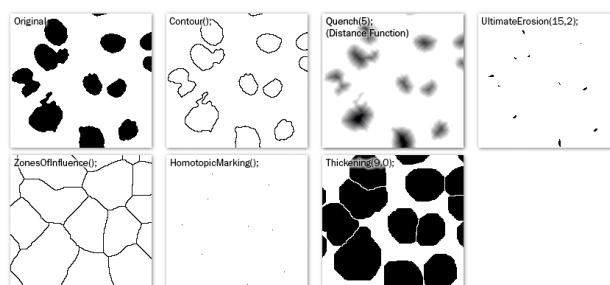 Original
Contour();
Quench(5);
(Distance Function)
UltimateErosion(15,2);
ZonesOfInfluence();
HomotopicMarking();
Thickening(9,0);